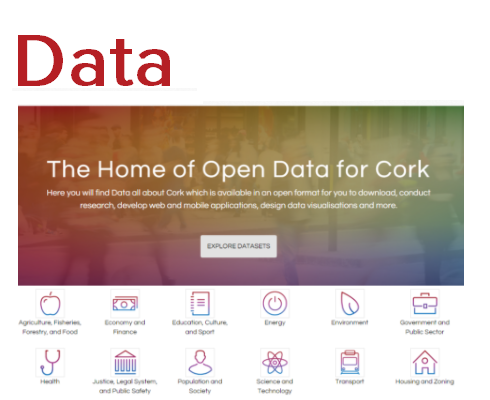 Data
The Home of Open Data for Cork
Here you will find Data all about Cork which is available in an open format for you to download, conduct
research, develop web and mobile applications, design data visualisations and more.
EXPLORE DATASETS
Agriculture, Fisheries,
Forestry, and Food
Economy and
Finance
Education, Culture,
and Sport
Energy
Environment
Government and
Public Sector
Health
Justice, Legal System,
and Public Safety
Population and
Society
Science and
Technology
Transport
Housing and Zoning